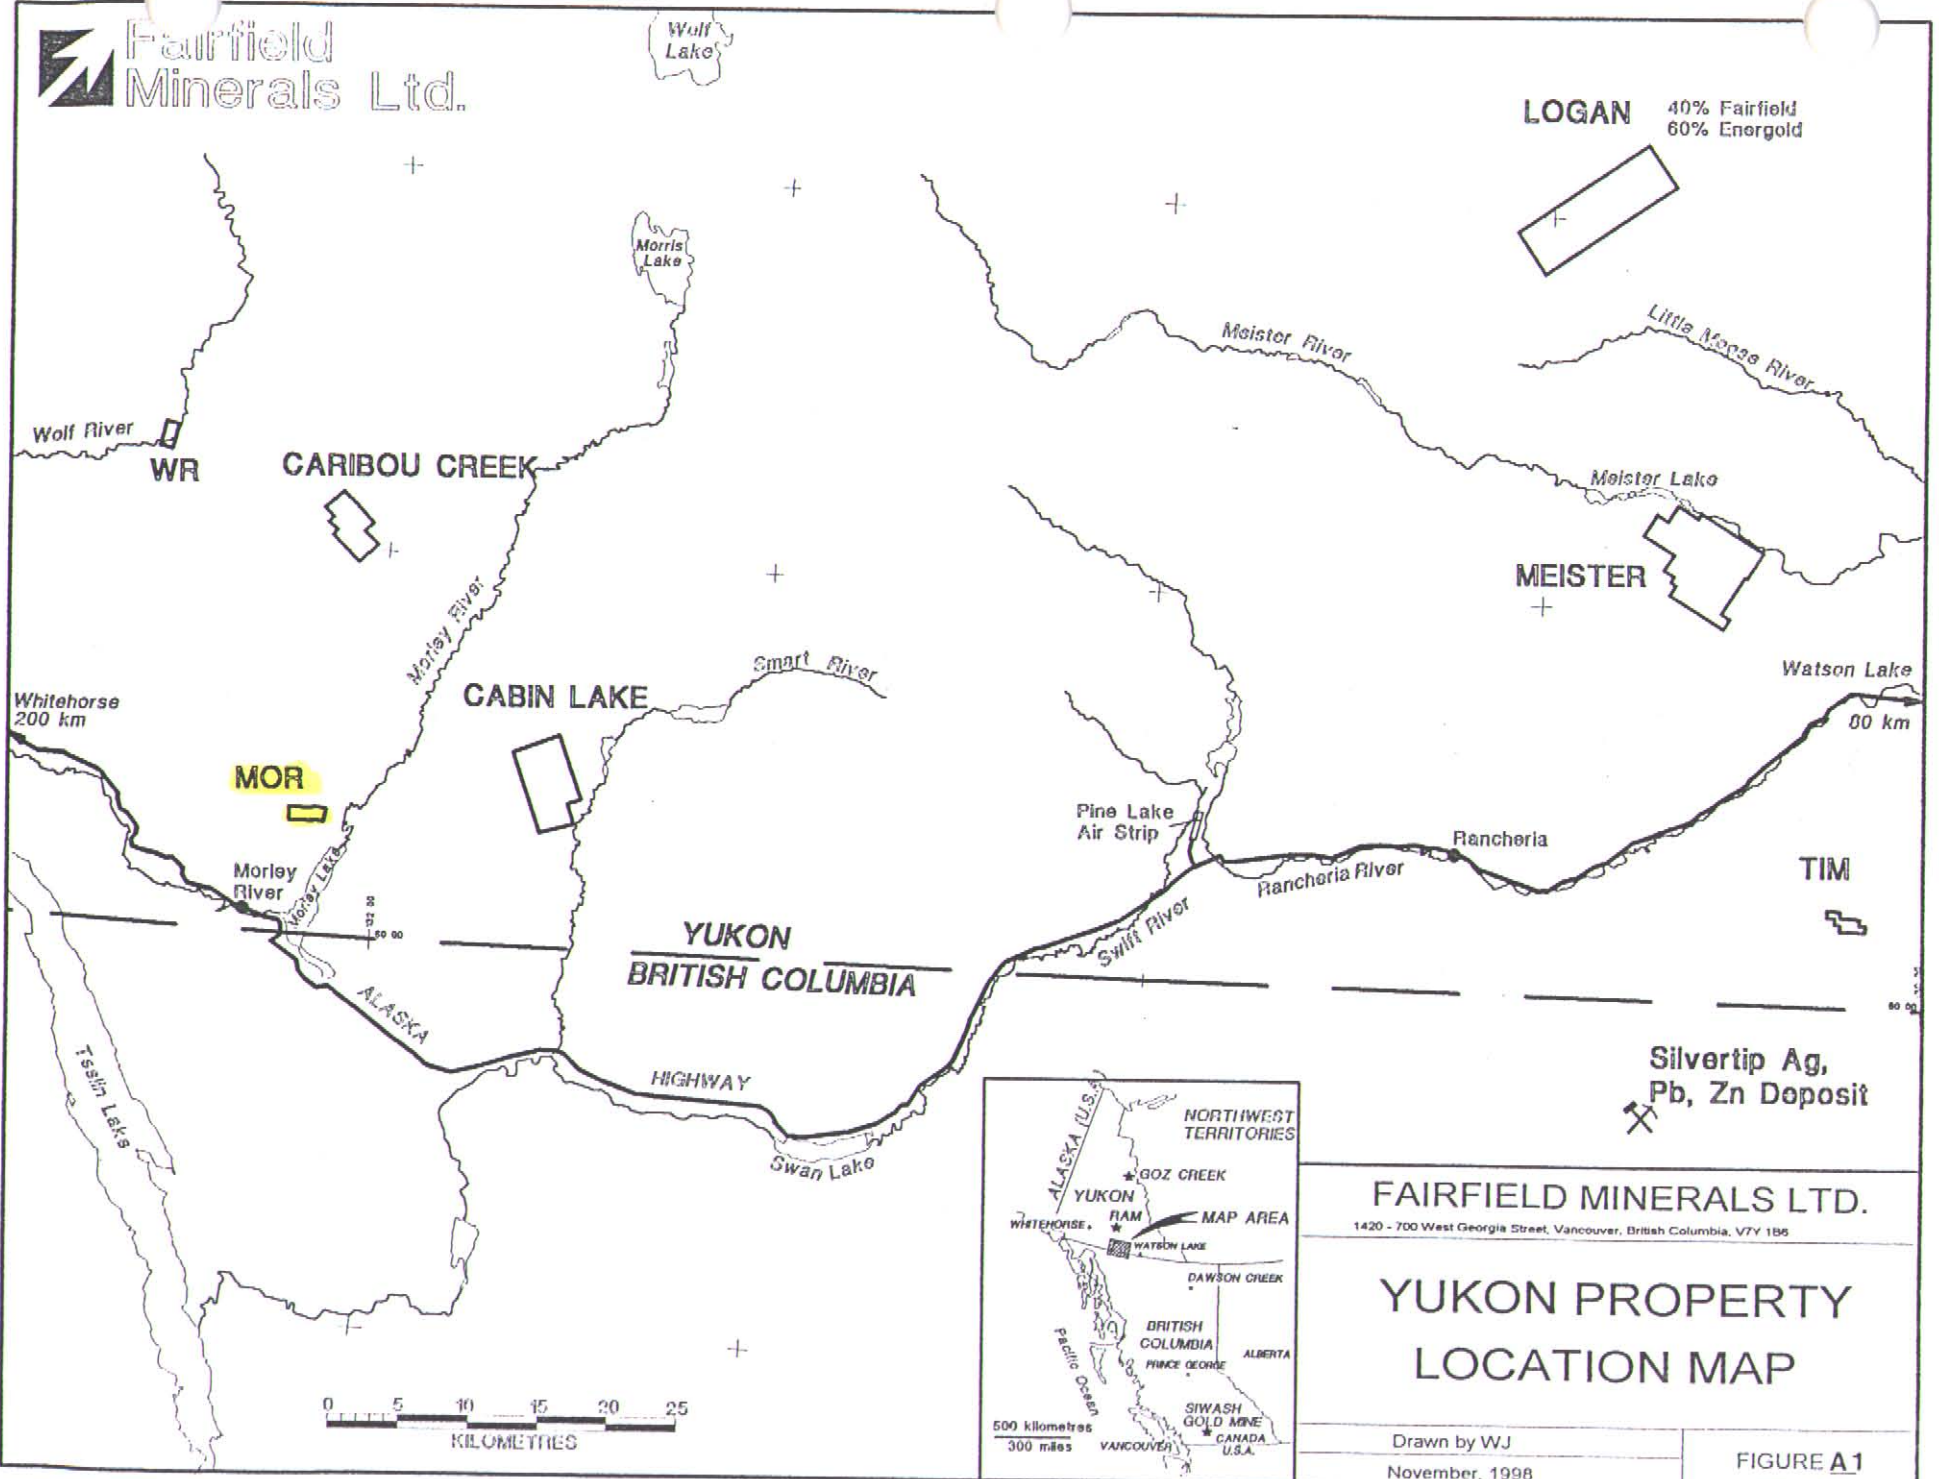 Fairfield
Minerals Ltd.
Wolf
Lake
LOGAN
40% Fairfield
60% Energold
Morris
Lake
Meister River
Little Moose River
Wolf River
WR
CARIBOU CREEK
Meister Lake
MEISTER
Morley River
Smart River
CABIN LAKE
Watson Lake
80 km
Whitehorse
200 km
MOR
Pine Lake
Air Strip
Rancheria
Rancheria River
TIM
Morley
River
Morley Lake
60 00
YUKON
BRITISH COLUMBIA
Swift River
60 00
ALASKA
HIGHWAY
Teslin Lake
Swan Lake
Silvertip Ag,
Pb, Zn Deposit
ALASKA (U.S.)
NORTHWEST
TERRITORIES
GOZ CREEK
YUKON
WHITEHORSE
RAM
MAP AREA
WATSON LAKE
DAWSON CREEK
BRITISH
COLUMBIA
ALBERTA
PRINCE GEORGE
Pacific Ocean
SIWASH
GOLD MINE
CANADA
U.S.A.
VANCOUVER
500 kilometres
300 miles
0 5 10 15 20 25
KILOMETRES
FAIRFIELD MINERALS LTD.
1420 - 700 West Georgia Street, Vancouver, British Columbia, V7Y 1B6
YUKON PROPERTY
LOCATION MAP
Drawn by WJ
November, 1998
FIGURE A1